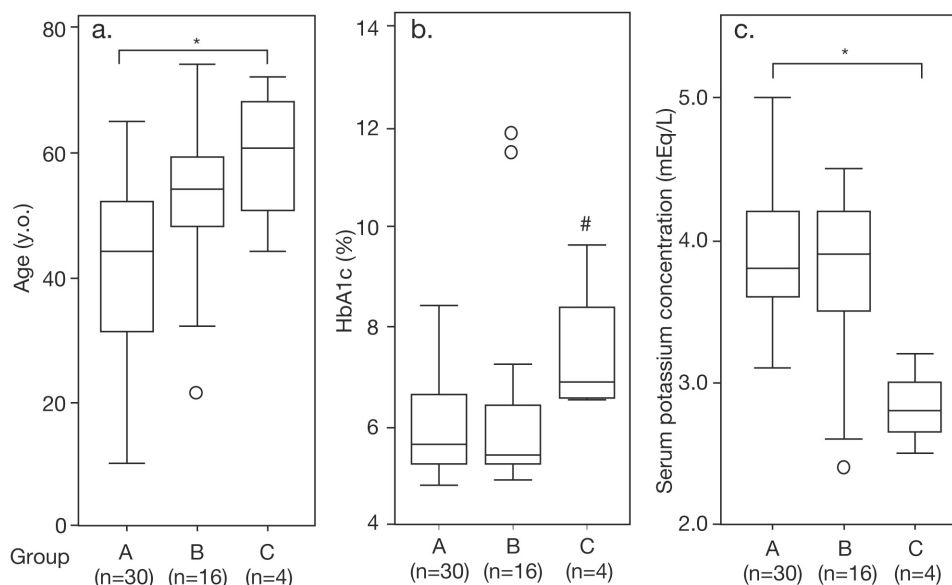 a.
*
80
60
40
20
0
Age (y.o.)
Group
A
B
C
(n=30)
(n=16)
(n=4)
b.
#
14
12
10
8
6
4
HbA1c (%)
A
B
C
(n=30)
(n=16)
(n=4)
c.
*
5.0
4.0
3.0
2.0
Serum potassium concentration (mEq/L)
A
B
C
(n=30)
(n=16)
(n=4)